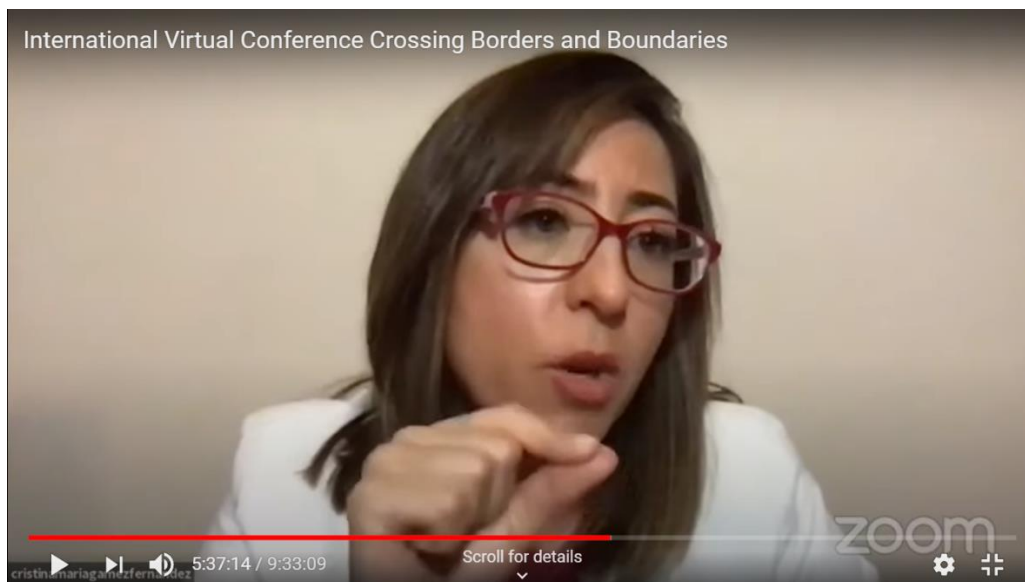 International Virtual Conference Crossing Borders and Boundaries
zoom
5:37:14 / 9:33:09
Scroll for details
cristinamariagamezfernandez